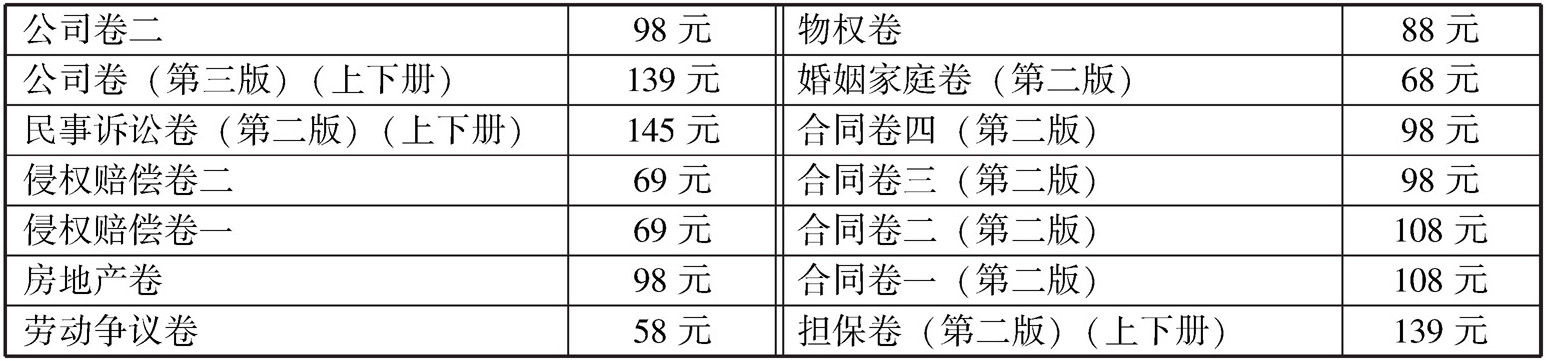 公司卷二 98 元 物权卷 88 元
公司卷（第三版）（上下册） 139 元 婚姻家庭卷（第二版） 68 元
民事诉讼卷（第二版）（上下册） 145 元 合同卷四（第二版） 98 元
侵权赔偿卷二 69 元 合同卷三（第二版） 98 元
侵权赔偿卷一 69 元 合同卷二（第二版） 108 元
房地产卷 98 元 合同卷一（第二版） 108 元
劳动争议卷 58 元 担保卷（第二版）（上下册） 139 元